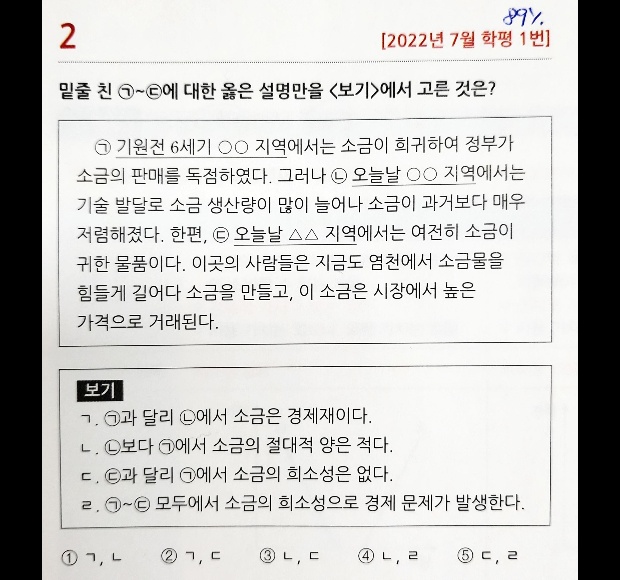 89%
2
[2022년 7월 학평 1번]
밑줄 친 ㉠~㉢에 대한 옳은 설명만을 <보기>에서 고른 것은?
㉠ 기원전 6세기 ○○ 지역에서는 소금이 희귀하여 정부가
소금의 판매를 독점하였다. 그러나 ㉡ 오늘날 ○○ 지역에서는
기술 발달로 소금 생산량이 많이 늘어나 소금이 과거보다 매우
저렴해졌다. 한편, ㉢ 오늘날 △△ 지역에서는 여전히 소금이
귀한 물품이다. 이곳의 사람들은 지금도 염천에서 소금물을
힘들게 길어다 소금을 만들고, 이 소금은 시장에서 높은
가격으로 거래된다.
보기
ㄱ. ㉠과 달리 ㉡에서 소금은 경제재이다.
ㄴ. ㉡보다 ㉠에서 소금의 절대적 양은 적다.
ㄷ. ㉢과 달리 ㉠에서 소금의 희소성은 없다.
ㄹ. ㉠~㉢ 모두에서 소금의 희소성으로 경제 문제가 발생한다.
① ㄱ, ㄴ ② ㄱ, ㄷ ③ ㄴ, ㄷ ④ ㄴ, ㄹ ⑤ ㄷ, ㄹ